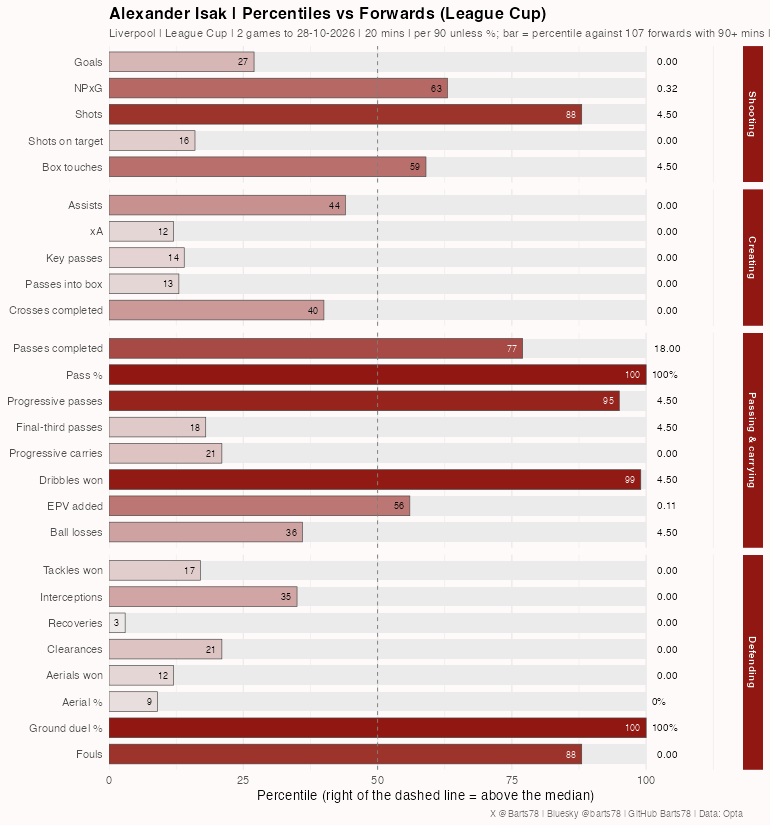 Alexander Isak | Percentiles vs Forwards (League Cup)
Liverpool | League Cup | 2 games to 28-10-2026 | 20 mins | per 90 unless %; bar = percentile against 107 forwards with 90+ mins |
Goals 27 0.00
NPxG 63 0.32
Shots 88 4.50
Shots on target 16 0.00
Box touches 59 4.50
Shooting
Assists 44 0.00
xA 12 0.00
Key passes 14 0.00
Passes into box 13 0.00
Crosses completed 40 0.00
Creating
Passes completed 77 18.00
Pass % 100 100%
Progressive passes 95 4.50
Final-third passes 18 4.50
Progressive carries 21 0.00
Dribbles won 99 4.50
EPV added 56 0.11
Ball losses 36 4.50
Passing & carrying
Tackles won 17 0.00
Interceptions 35 0.00
Recoveries 3 0.00
Clearances 21 0.00
Aerials won 12 0.00
Aerial % 9 0%
Ground duel % 100 100%
Fouls 88 0.00
Defending
0 25 50 75 100
Percentile (right of the dashed line = above the median)
X @Barts78 | Bluesky @barts78 | GitHub Barts78 | Data: Opta